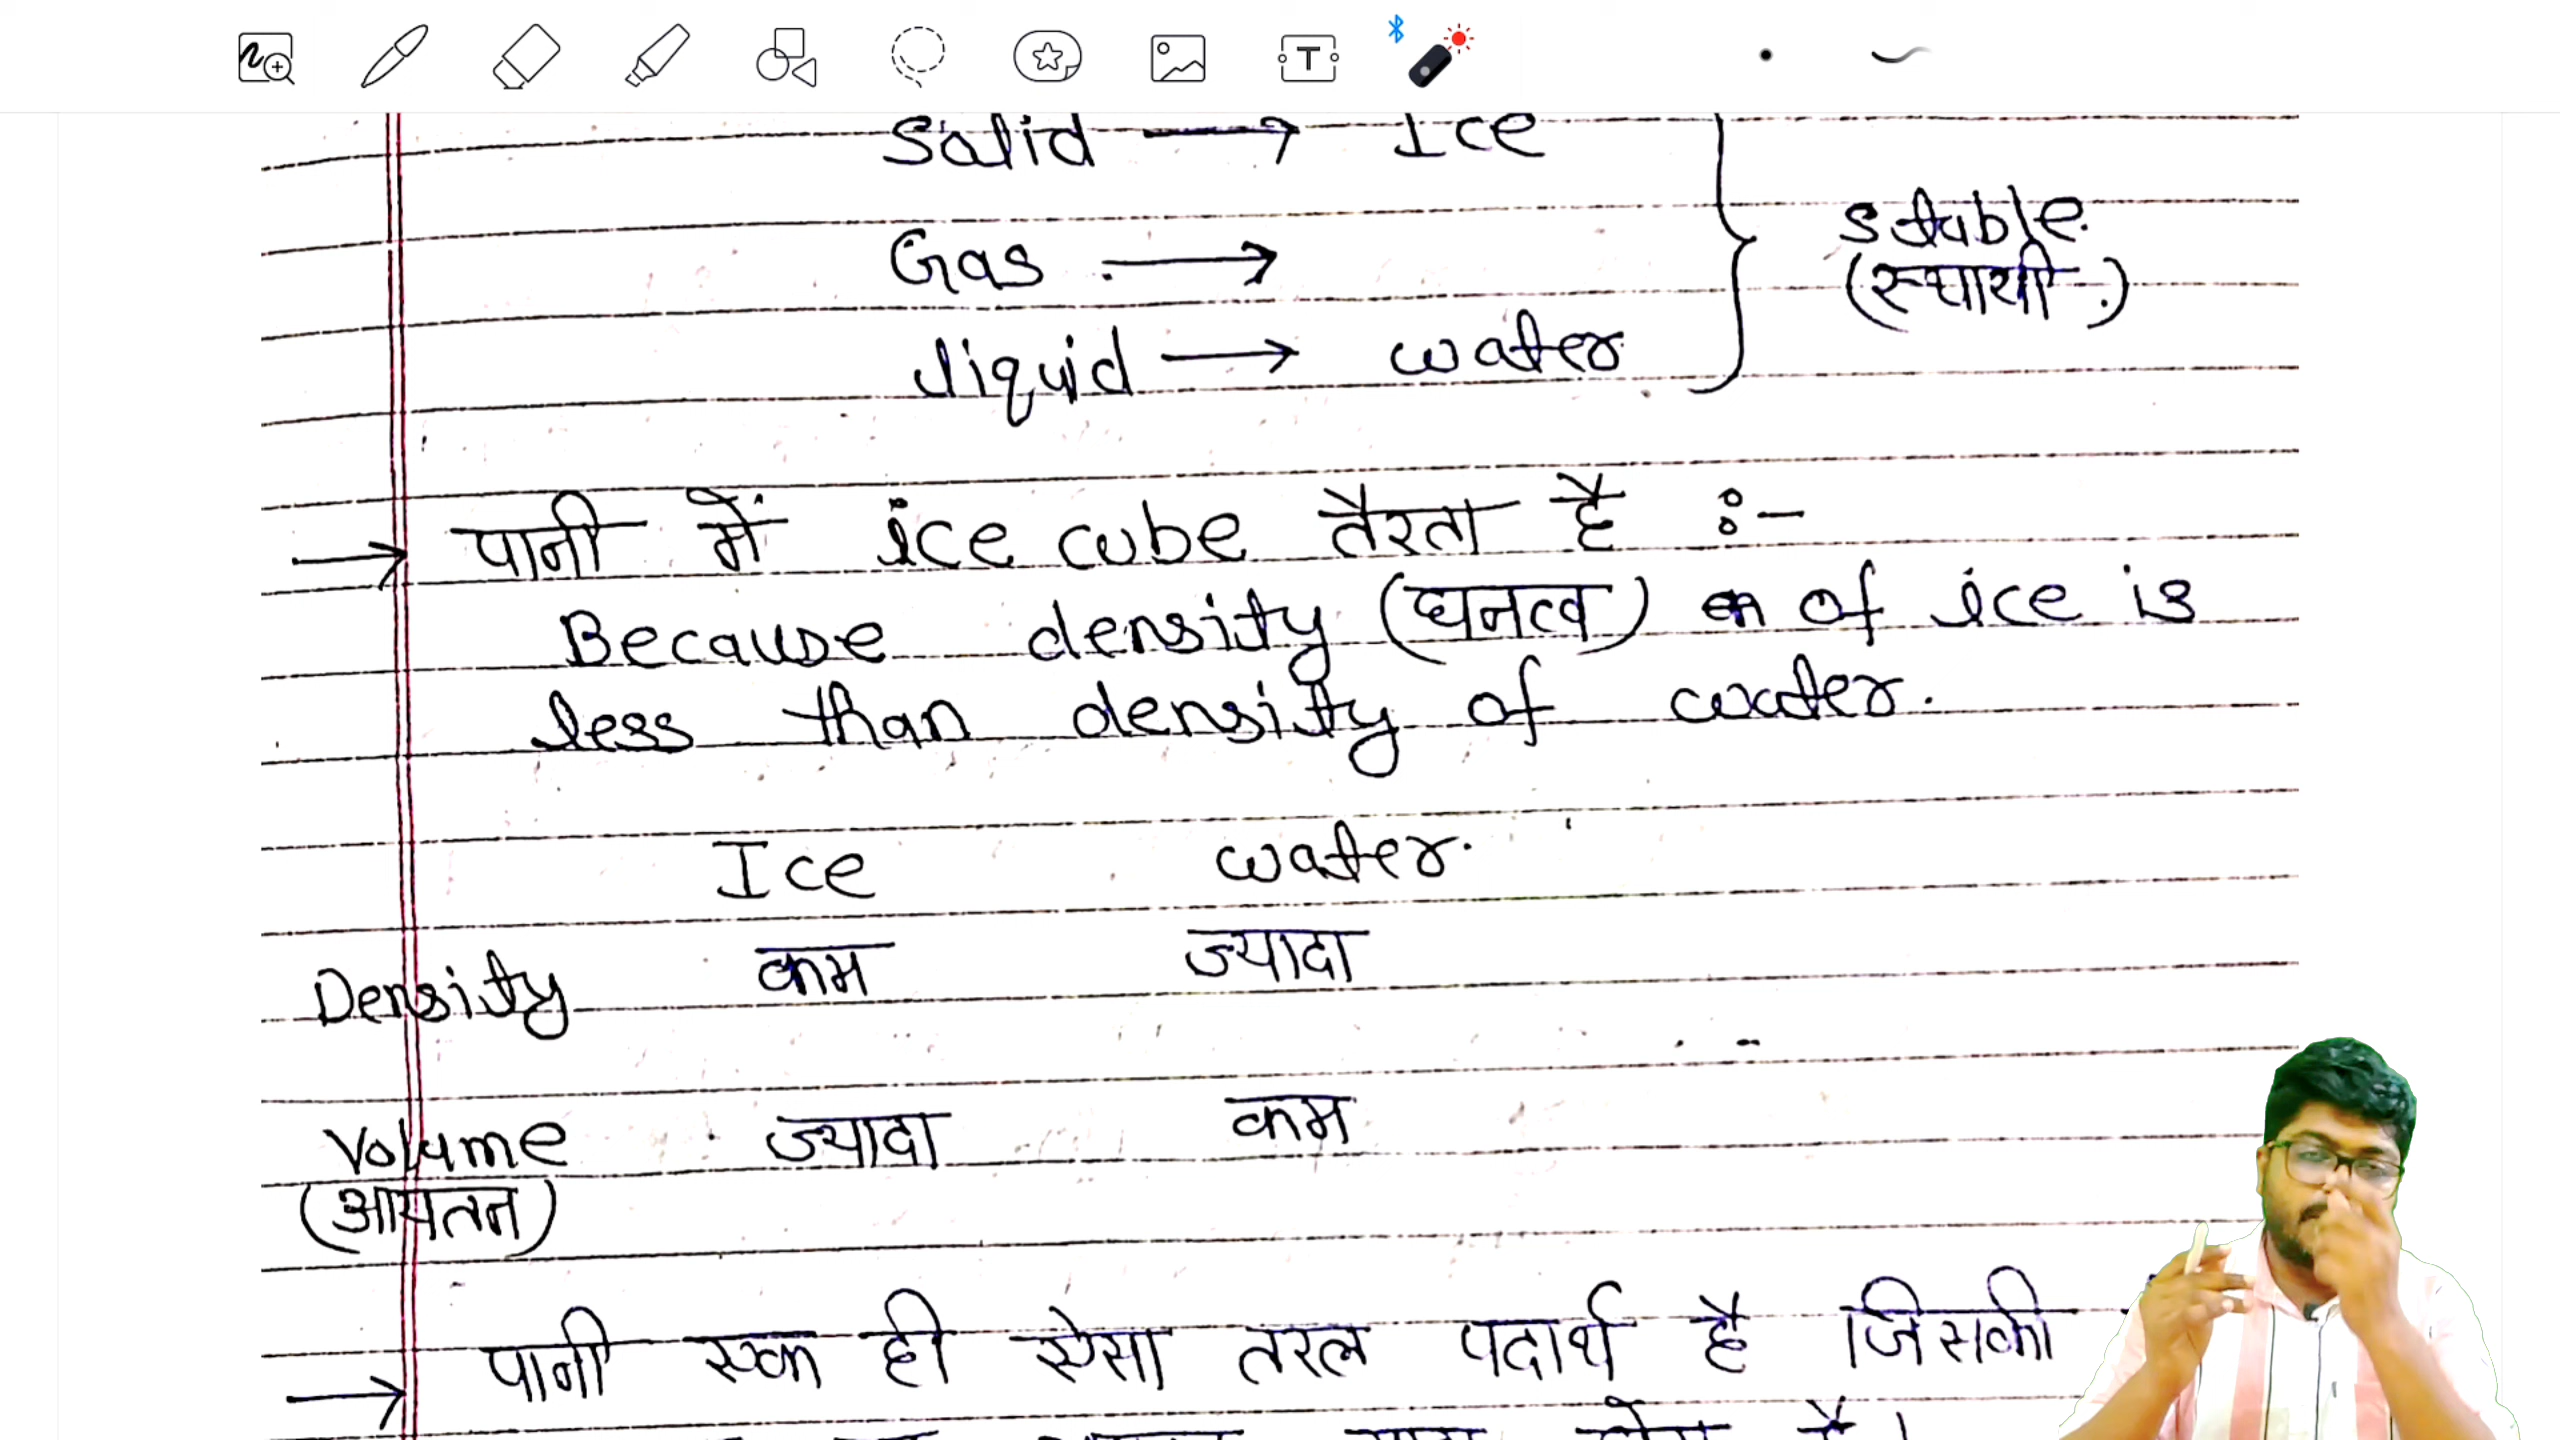 Solid → Ice
Gas →
liquid → water
stable
(स्थायी)
→ पानी में ice cube तैरता है :-
Because density (घनत्व) of ice is
less than density of water.
Ice water.
Density कम ज्यादा
Volume ज्यादा कम
(आयतन)
→ पानी एक ही ऐसा तरल पदार्थ है जिसकी